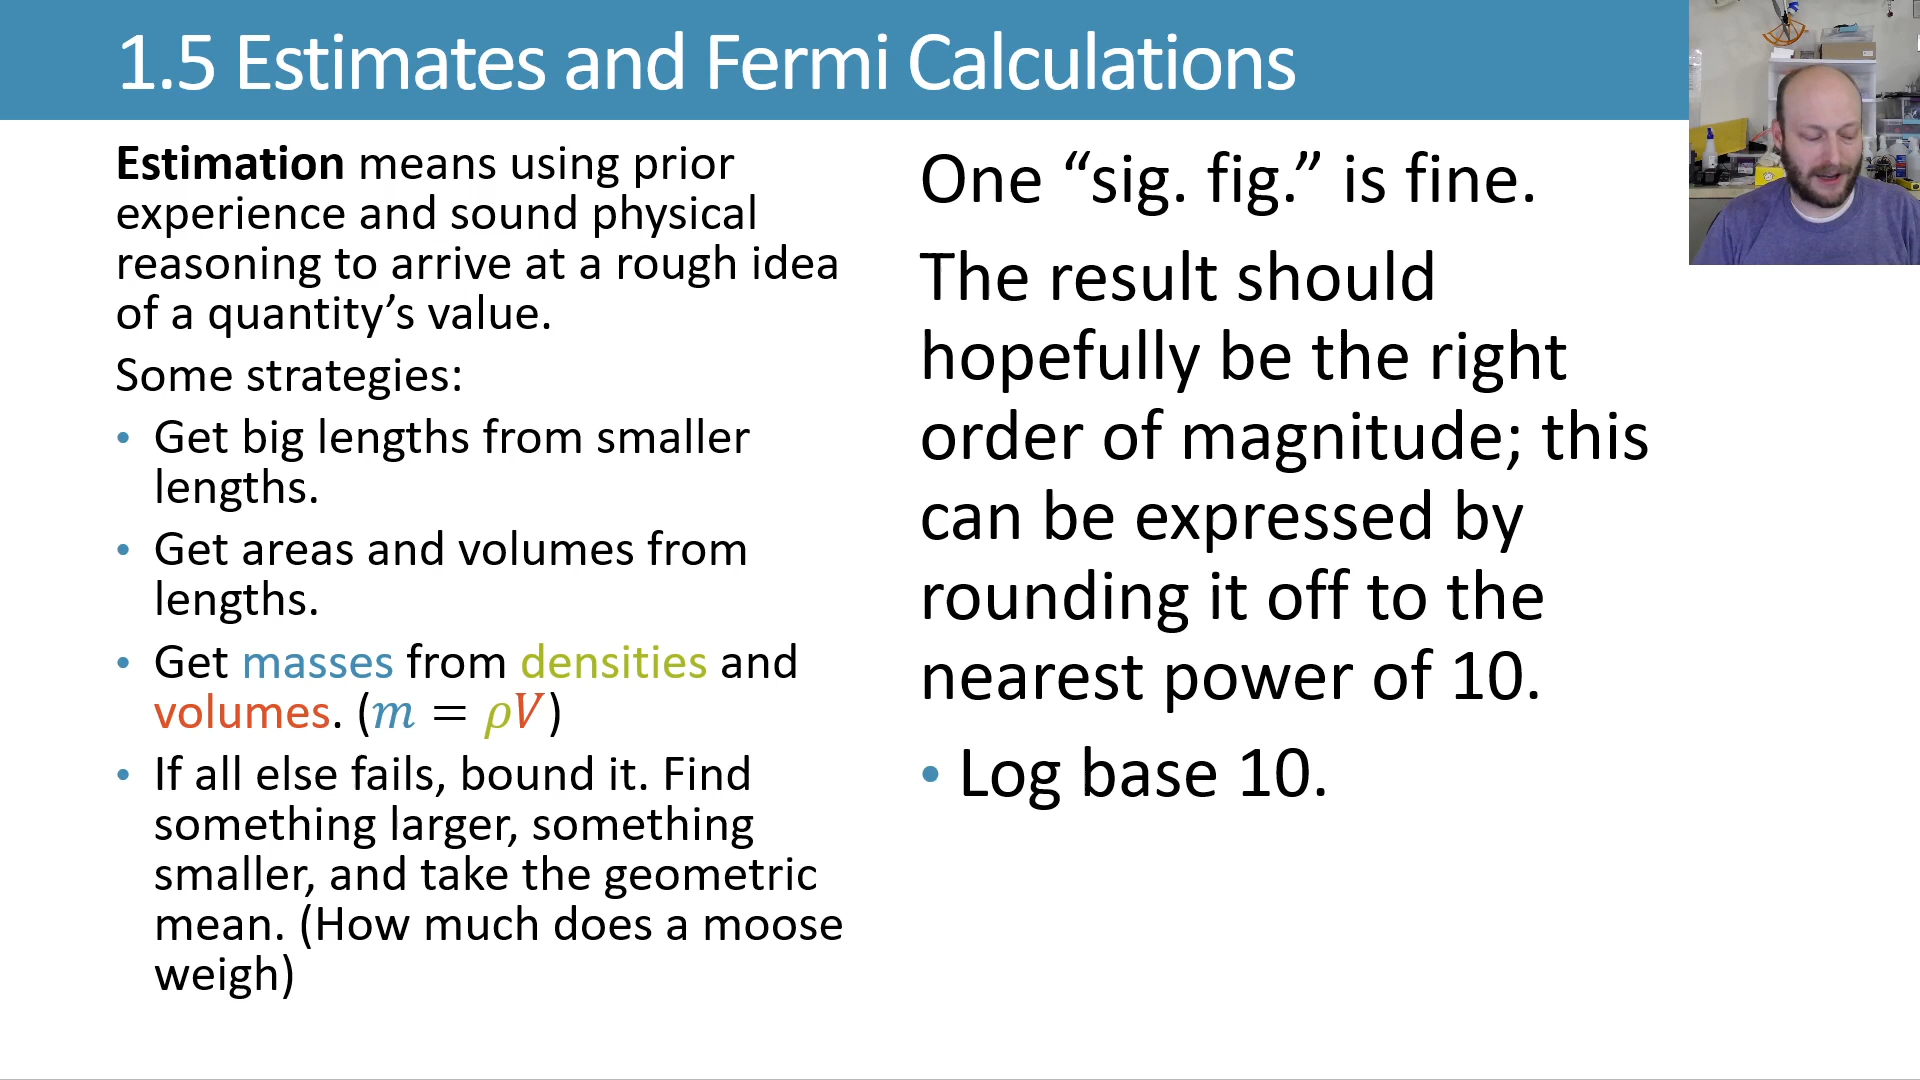 1.5 Estimates and Fermi Calculations
Estimation means using prior
experience and sound physical
reasoning to arrive at a rough idea
of a quantity’s value.
Some strategies:
• Get big lengths from smaller
lengths.
• Get areas and volumes from
lengths.
• Get masses from densities and
volumes. (𝑚 = 𝜌𝑉)
• If all else fails, bound it. Find
something larger, something
smaller, and take the geometric
mean. (How much does a moose
weigh)
One “sig. fig.” is fine.
The result should
hopefully be the right
order of magnitude; this
can be expressed by
rounding it off to the
nearest power of 10.
• Log base 10.